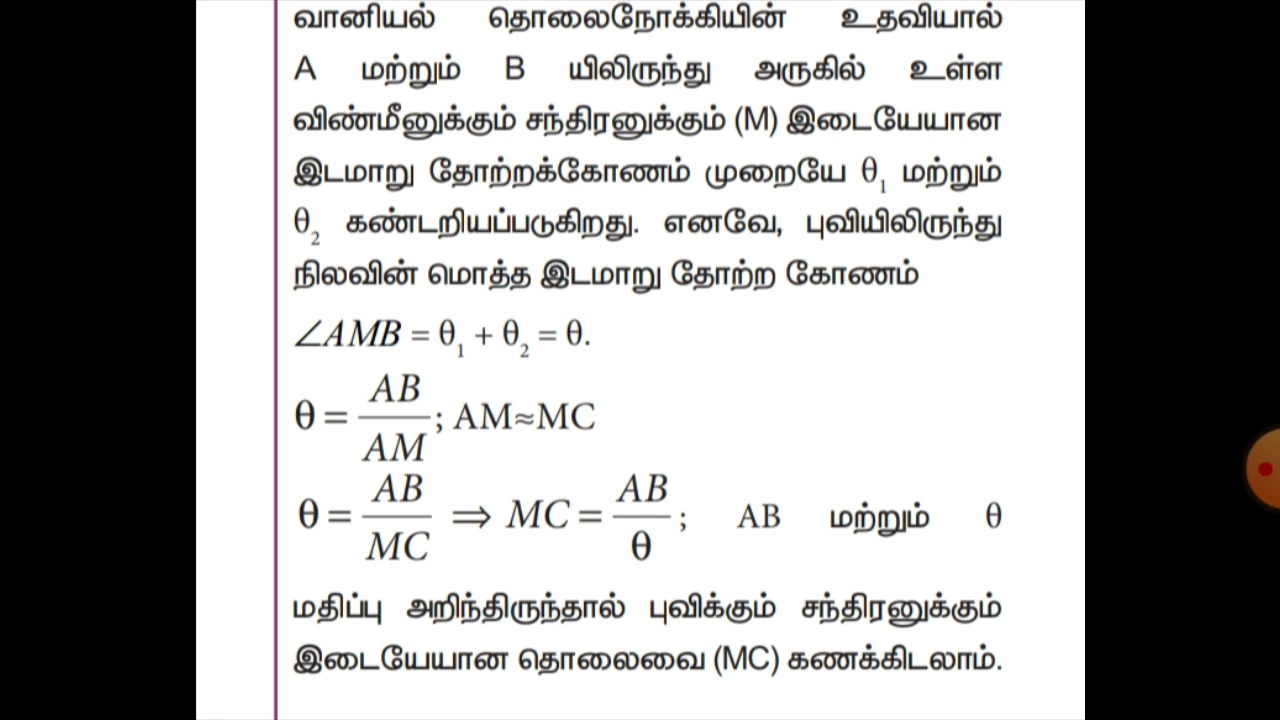 வானியல் தொலைநோக்கியின் உதவியால்
A மற்றும் B யிலிருந்து அருகில் உள்ள
விண்மீனுக்கும் சந்திரனுக்கும் (M) இடையேயான
இடமாறு தோற்றக்கோணம் முறையே θ₁ மற்றும்
θ₂ கண்டறியப்படுகிறது. எனவே, புவியிலிருந்து
நிலவின் மொத்த இடமாறு தோற்ற கோணம்
∠AMB = θ₁ + θ₂ = θ.
θ = AB/AM ; AM≈MC
θ = AB/MC ⇒ MC = AB/θ ; AB மற்றும் θ
மதிப்பு அறிந்திருந்தால் புவிக்கும் சந்திரனுக்கும்
இடையேயான தொலைவை (MC) கணக்கிடலாம்.